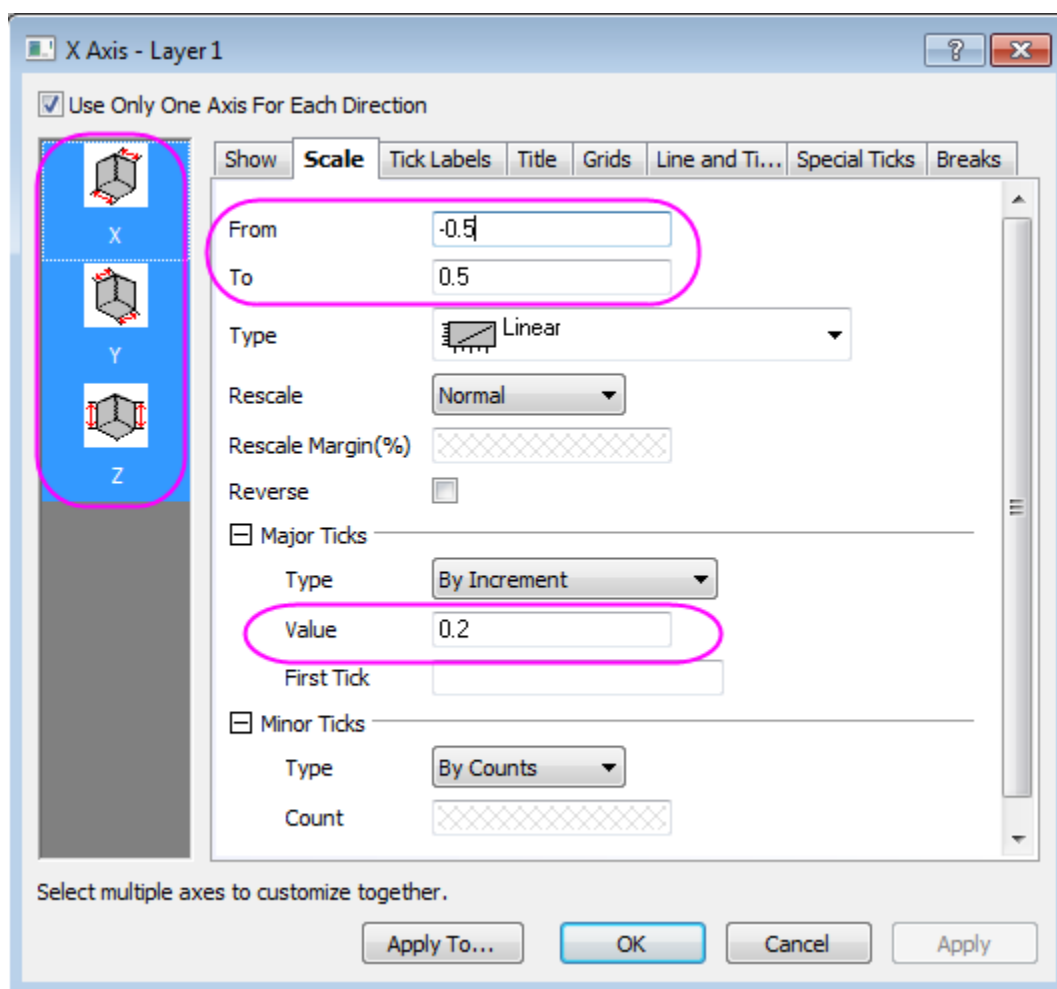 X Axis - Layer 1
Use Only One Axis For Each Direction
X
Y
Z
Show Scale Tick Labels Title Grids Line and Ti... Special Ticks Breaks
From -0.5
To 0.5
Type Linear
Rescale Normal
Rescale Margin(%)
Reverse
Major Ticks
Type By Increment
Value 0.2
First Tick
Minor Ticks
Type By Counts
Count
Select multiple axes to customize together.
Apply To... OK Cancel Apply